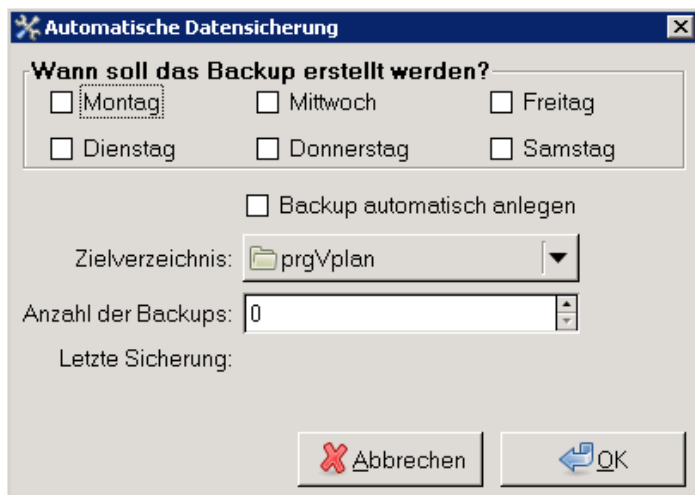 Automatische Datensicherung
Wann soll das Backup erstellt werden?
Montag Mittwoch Freitag
Dienstag Donnerstag Samstag
Backup automatisch anlegen
Zielverzeichnis: prgVplan
Anzahl der Backups: 0
Letzte Sicherung:
Abbrechen OK